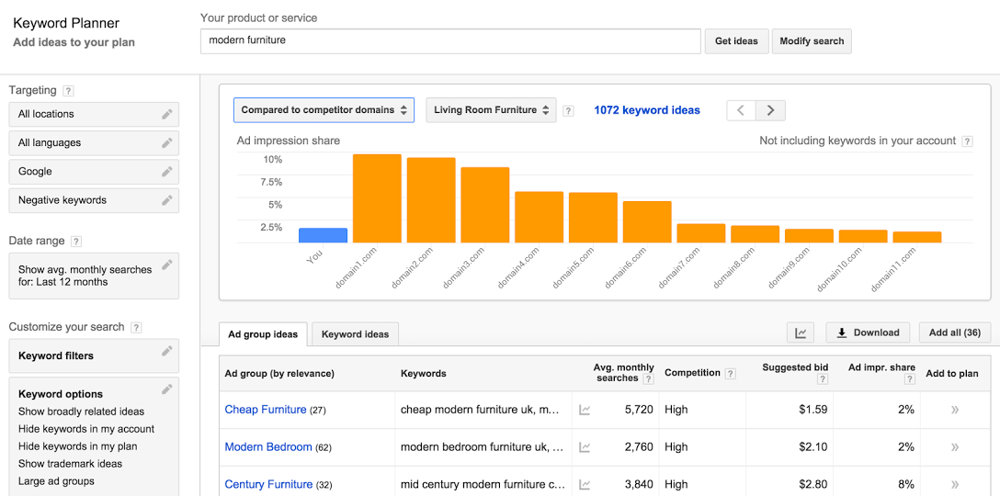 Keyword Planner
Add ideas to your plan
Your product or service
modern furniture
Get ideas
Modify search
Targeting ?
All locations
All languages
Google
Negative keywords
Date range ?
Show avg. monthly searches
for: Last 12 months
Customize your search ?
Keyword filters
Keyword options
Show broadly related ideas
Hide keywords in my account
Hide keywords in my plan
Show trademark ideas
Large ad groups
Compared to competitor domains
Living Room Furniture
?
1072 keyword ideas
Ad impression share
Not including keywords in your account ?
10%
7.5%
5%
2.5%
You
domain1.com
domain2.com
domain3.com
domain4.com
domain5.com
domain6.com
domain7.com
domain8.com
domain9.com
domain10.com
domain11.com
Ad group ideas
Keyword ideas
Download
Add all (36)
Ad group (by relevance)
Keywords
Avg. monthly
searches ?
Competition ?
Suggested bid
?
Ad impr. share
?
Add to plan
Cheap Furniture (27) cheap modern furniture uk, m... 5,720 High $1.59 2% »
Modern Bedroom (62) modern bedroom furniture uk, ... 2,760 High $2.10 2% »
Century Furniture (32) mid century modern furniture c... 3,840 High $2.80 8% »